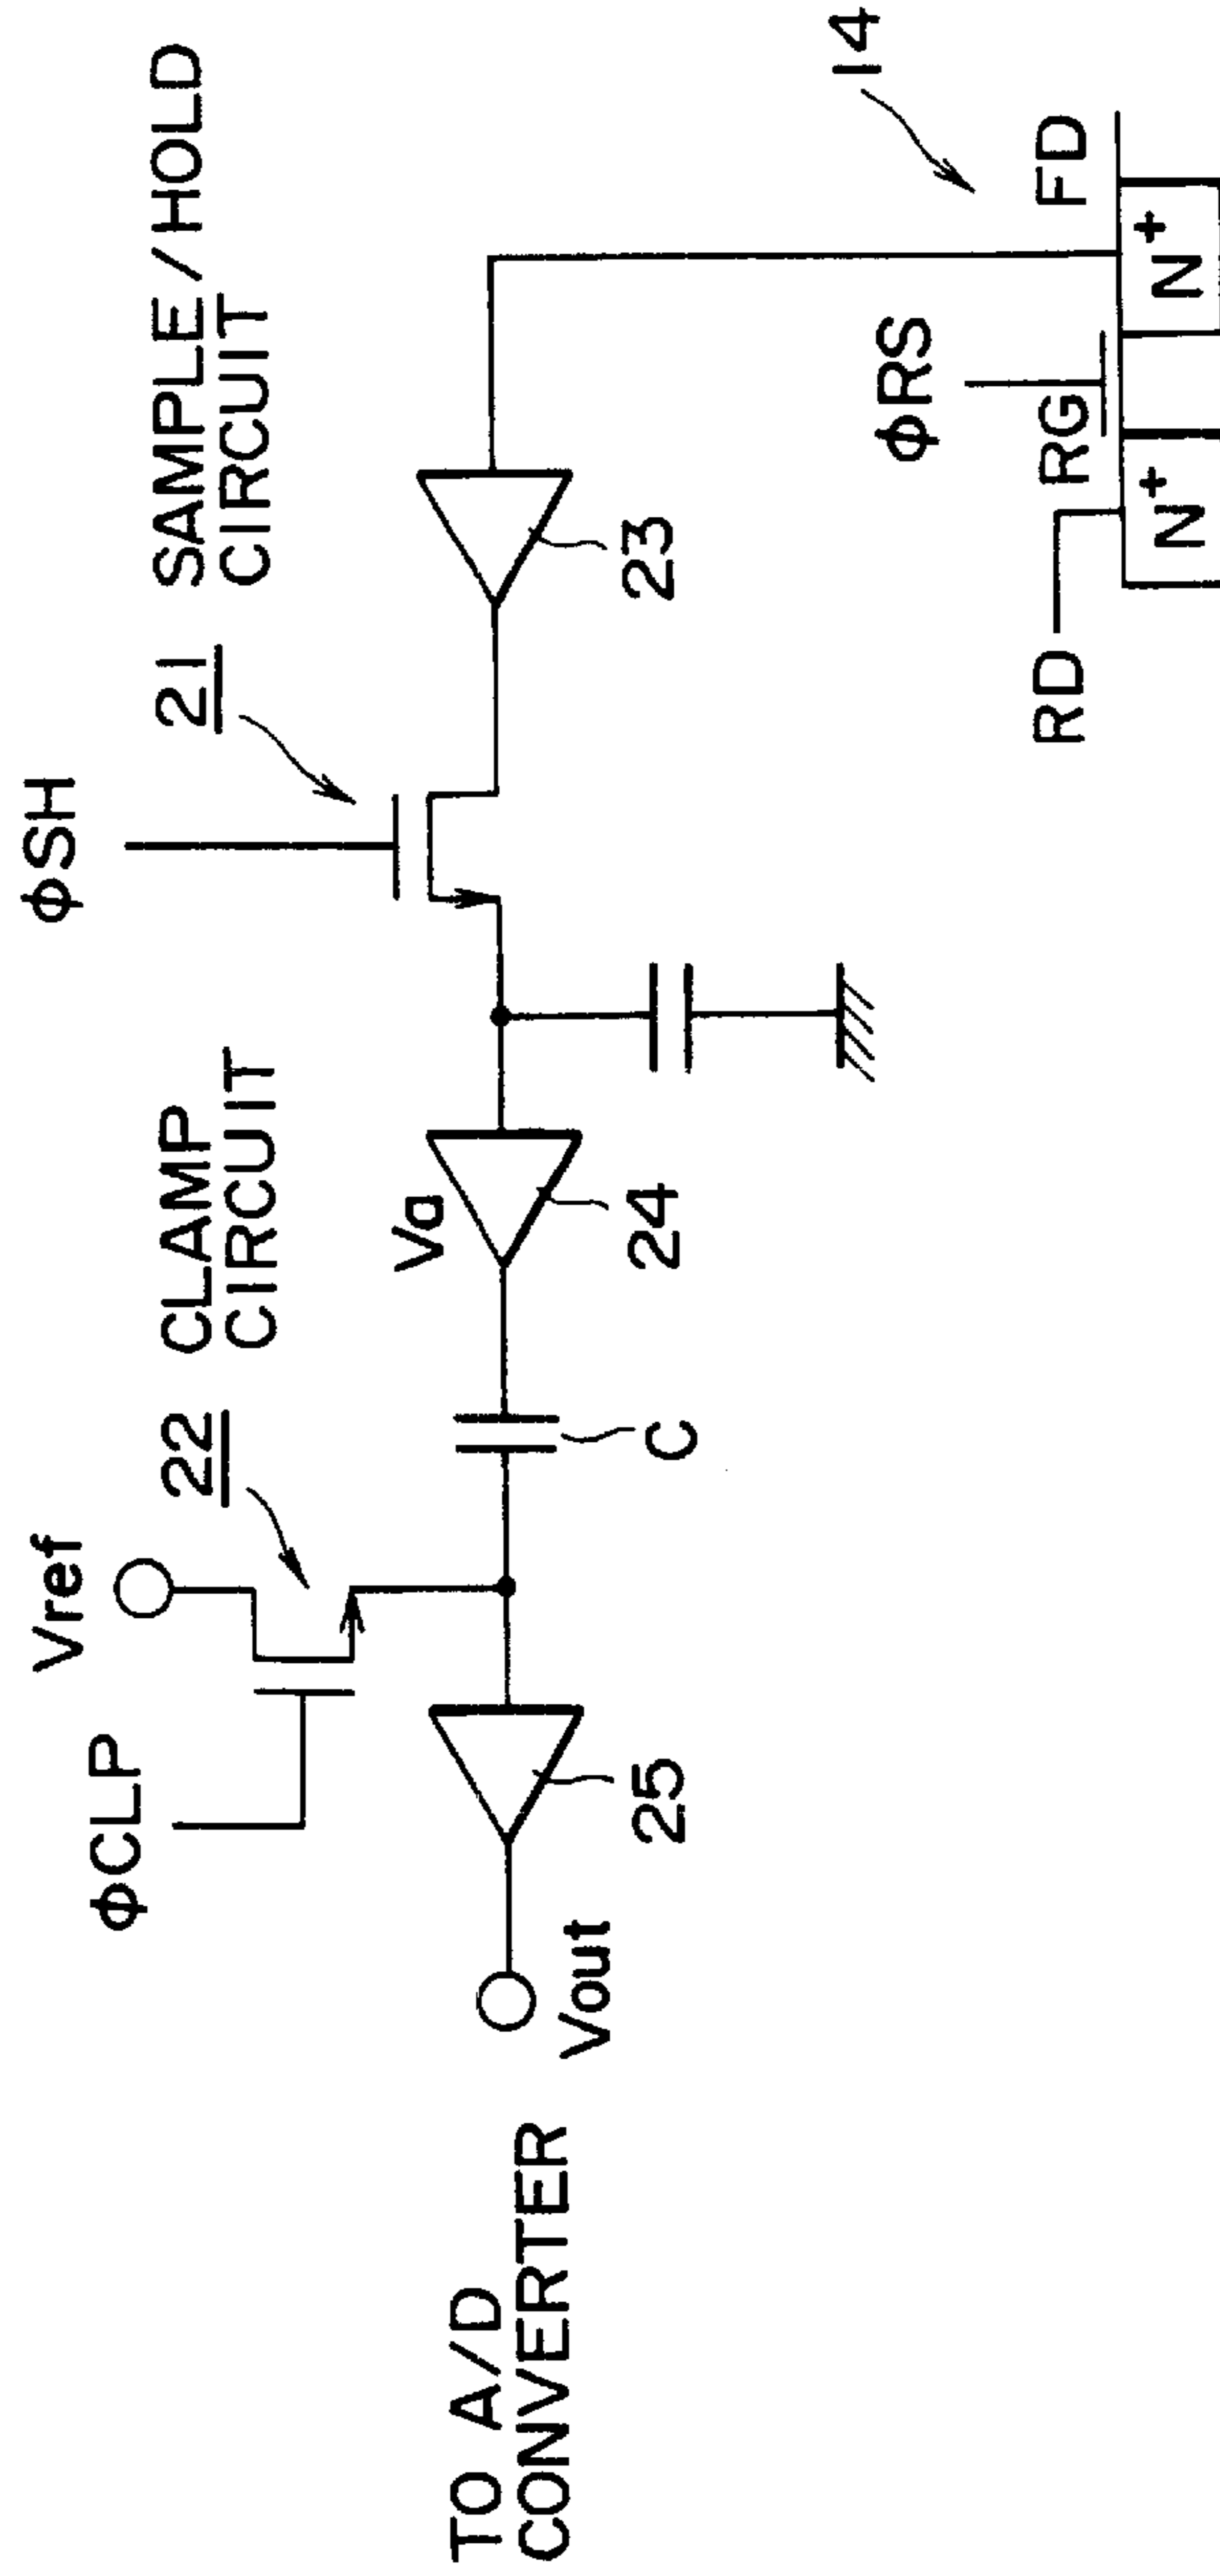 φCLP
Vref
22 CLAMP
CIRCUIT
φSH
21 SAMPLE/HOLD
CIRCUIT
TO A/D
CONVERTER
Vout
25
C
Va
24
23
14
φRS
RD
RG
FD
N+
N+